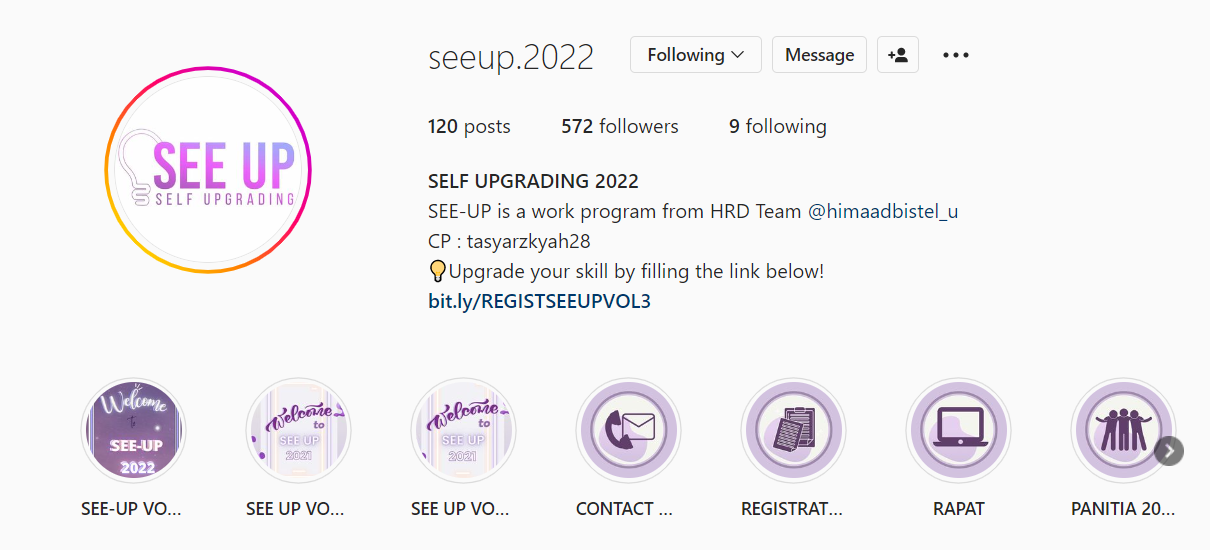 seeup.2022
Following
Message
120 posts
572 followers
9 following
SEE UP
SELF UPGRADING
SELF UPGRADING 2022
SEE-UP is a work program from HRD Team @himaadbistel_u
CP : tasyarzkyah28
💡Upgrade your skill by filling the link below!
bit.ly/REGISTSEEUPVOL3
Welcome
to
SEE-UP
2022
Welcome
to
SEE UP
2021
Welcome
to
SEE UP
2021
SEE-UP VO...
SEE UP VO...
SEE UP VO...
CONTACT ...
REGISTRAT...
RAPAT
PANITIA 20...